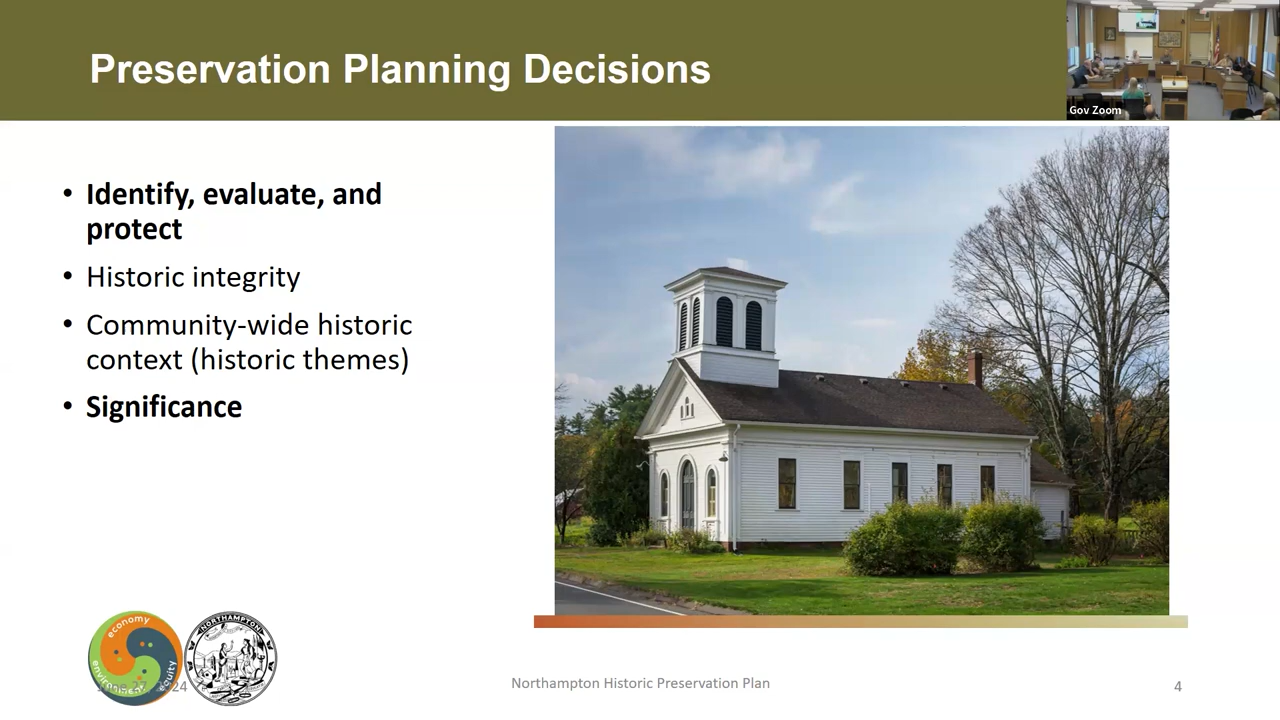 Preservation Planning Decisions
Gov Zoom
• Identify, evaluate, and
protect
• Historic integrity
• Community-wide historic
context (historic themes)
• Significance
economy
environment
equity
NORTHAMPTON
Northampton Historic Preservation Plan
4